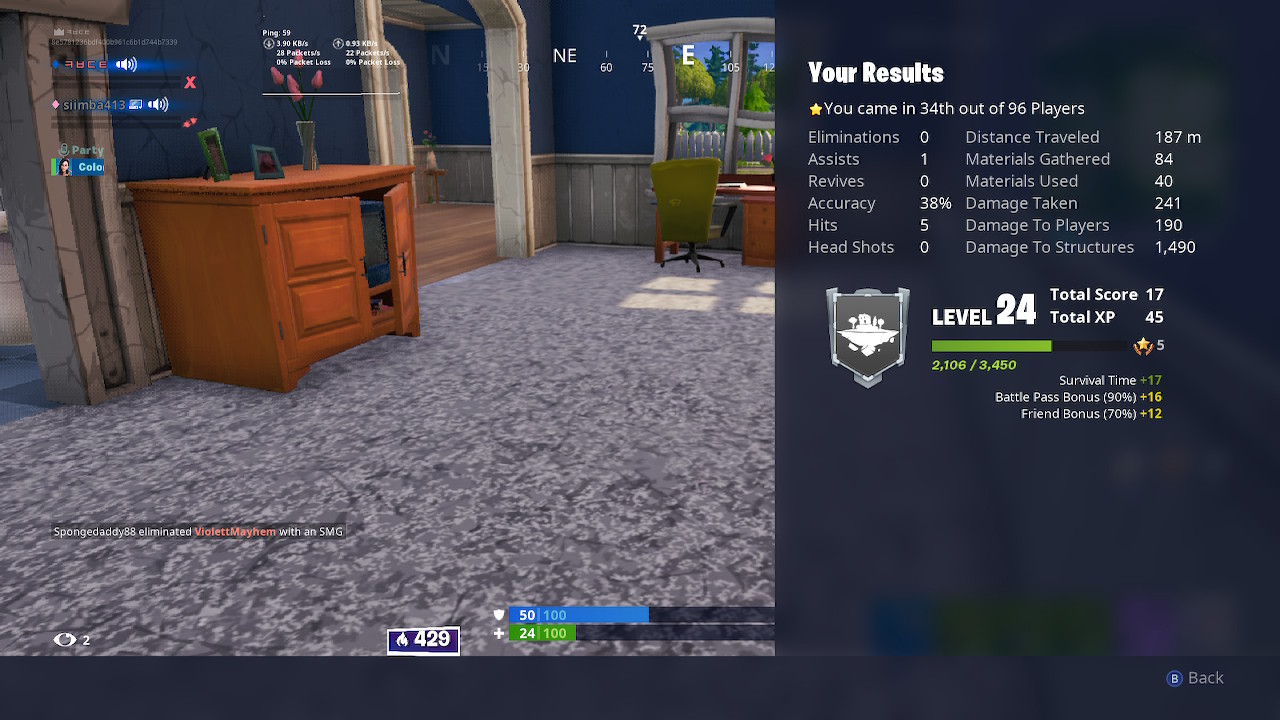 Ping: 59
3.90 KB/s 0.93 KB/s
28 Packets/s 22 Packets/s
0% Packet Loss 0% Packet Loss
72
N NE E
15 30 60 75 105
siimba413
Party
Colo
Spongedaddy88 eliminated ViolettMayhem with an SMG
2
429
50 100
24 100
Your Results
You came in 34th out of 96 Players
Eliminations 0 Distance Traveled 187 m
Assists 1 Materials Gathered 84
Revives 0 Materials Used 40
Accuracy 38% Damage Taken 241
Hits 5 Damage To Players 190
Head Shots 0 Damage To Structures 1,490
LEVEL 24
Total Score 17
Total XP 45
5
2,106 / 3,450
Survival Time +17
Battle Pass Bonus (90%) +16
Friend Bonus (70%) +12
B Back